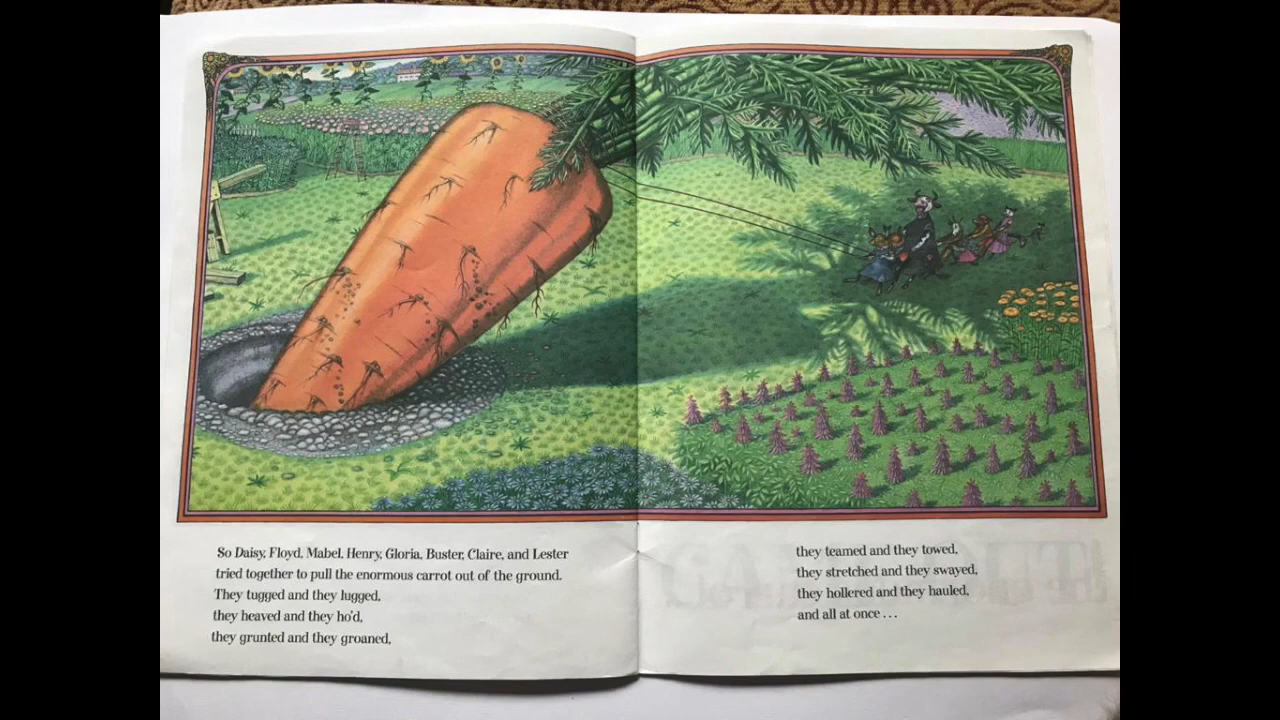 So Daisy, Floyd, Mabel, Henry, Gloria, Buster, Claire, and Lester
tried together to pull the enormous carrot out of the ground.
They tugged and they lugged,
they heaved and they ho'd,
they grunted and they groaned,
they teamed and they towed,
they stretched and they swayed,
they hollered and they hauled,
and all at once . . .